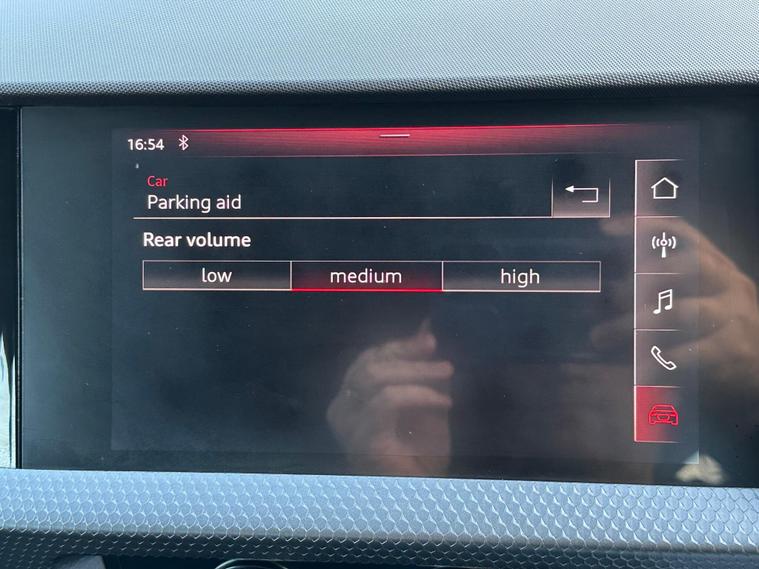 16:54
Car
Parking aid
Rear volume
low medium high